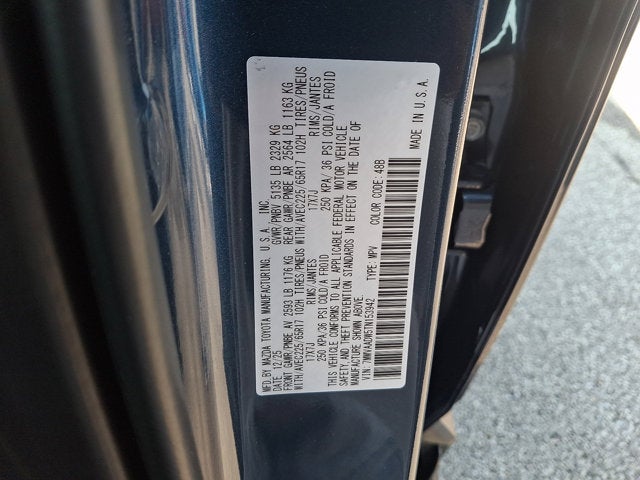 MFD.BY MAZDA TOYOTA MANUFACTURING, U.S.A., INC.
DATE: 12/25 GVWR/PNBV 5135 LB 2329 KG
FRONT GAWR/PNBE AV 2593 LB 1176 KG REAR GAWR/PNBE AR 2564 LB 1163 KG
WITH/AVEC225/65R17 102H TIRES/PNEUS WITH/AVEC225/65R17 102H TIRES/PNEUS
17X7J RIMS/JANTES 17X7J RIMS/JANTES
250 KPA/36 PSI COLD/A FROID 250 KPA/36 PSI COLD/A FROID
THIS VEHICLE CONFORMS TO ALL APPLICABLE FEDERAL MOTOR VEHICLE
SAFETY, AND THEFT PREVENTION STANDARDS IN EFFECT ON THE DATE OF
MANUFACTURE SHOWN ABOVE.
VIN: 7MMVAADW5TN153942 TYPE: MPV COLOR CODE: 48B
MADE IN U.S.A.